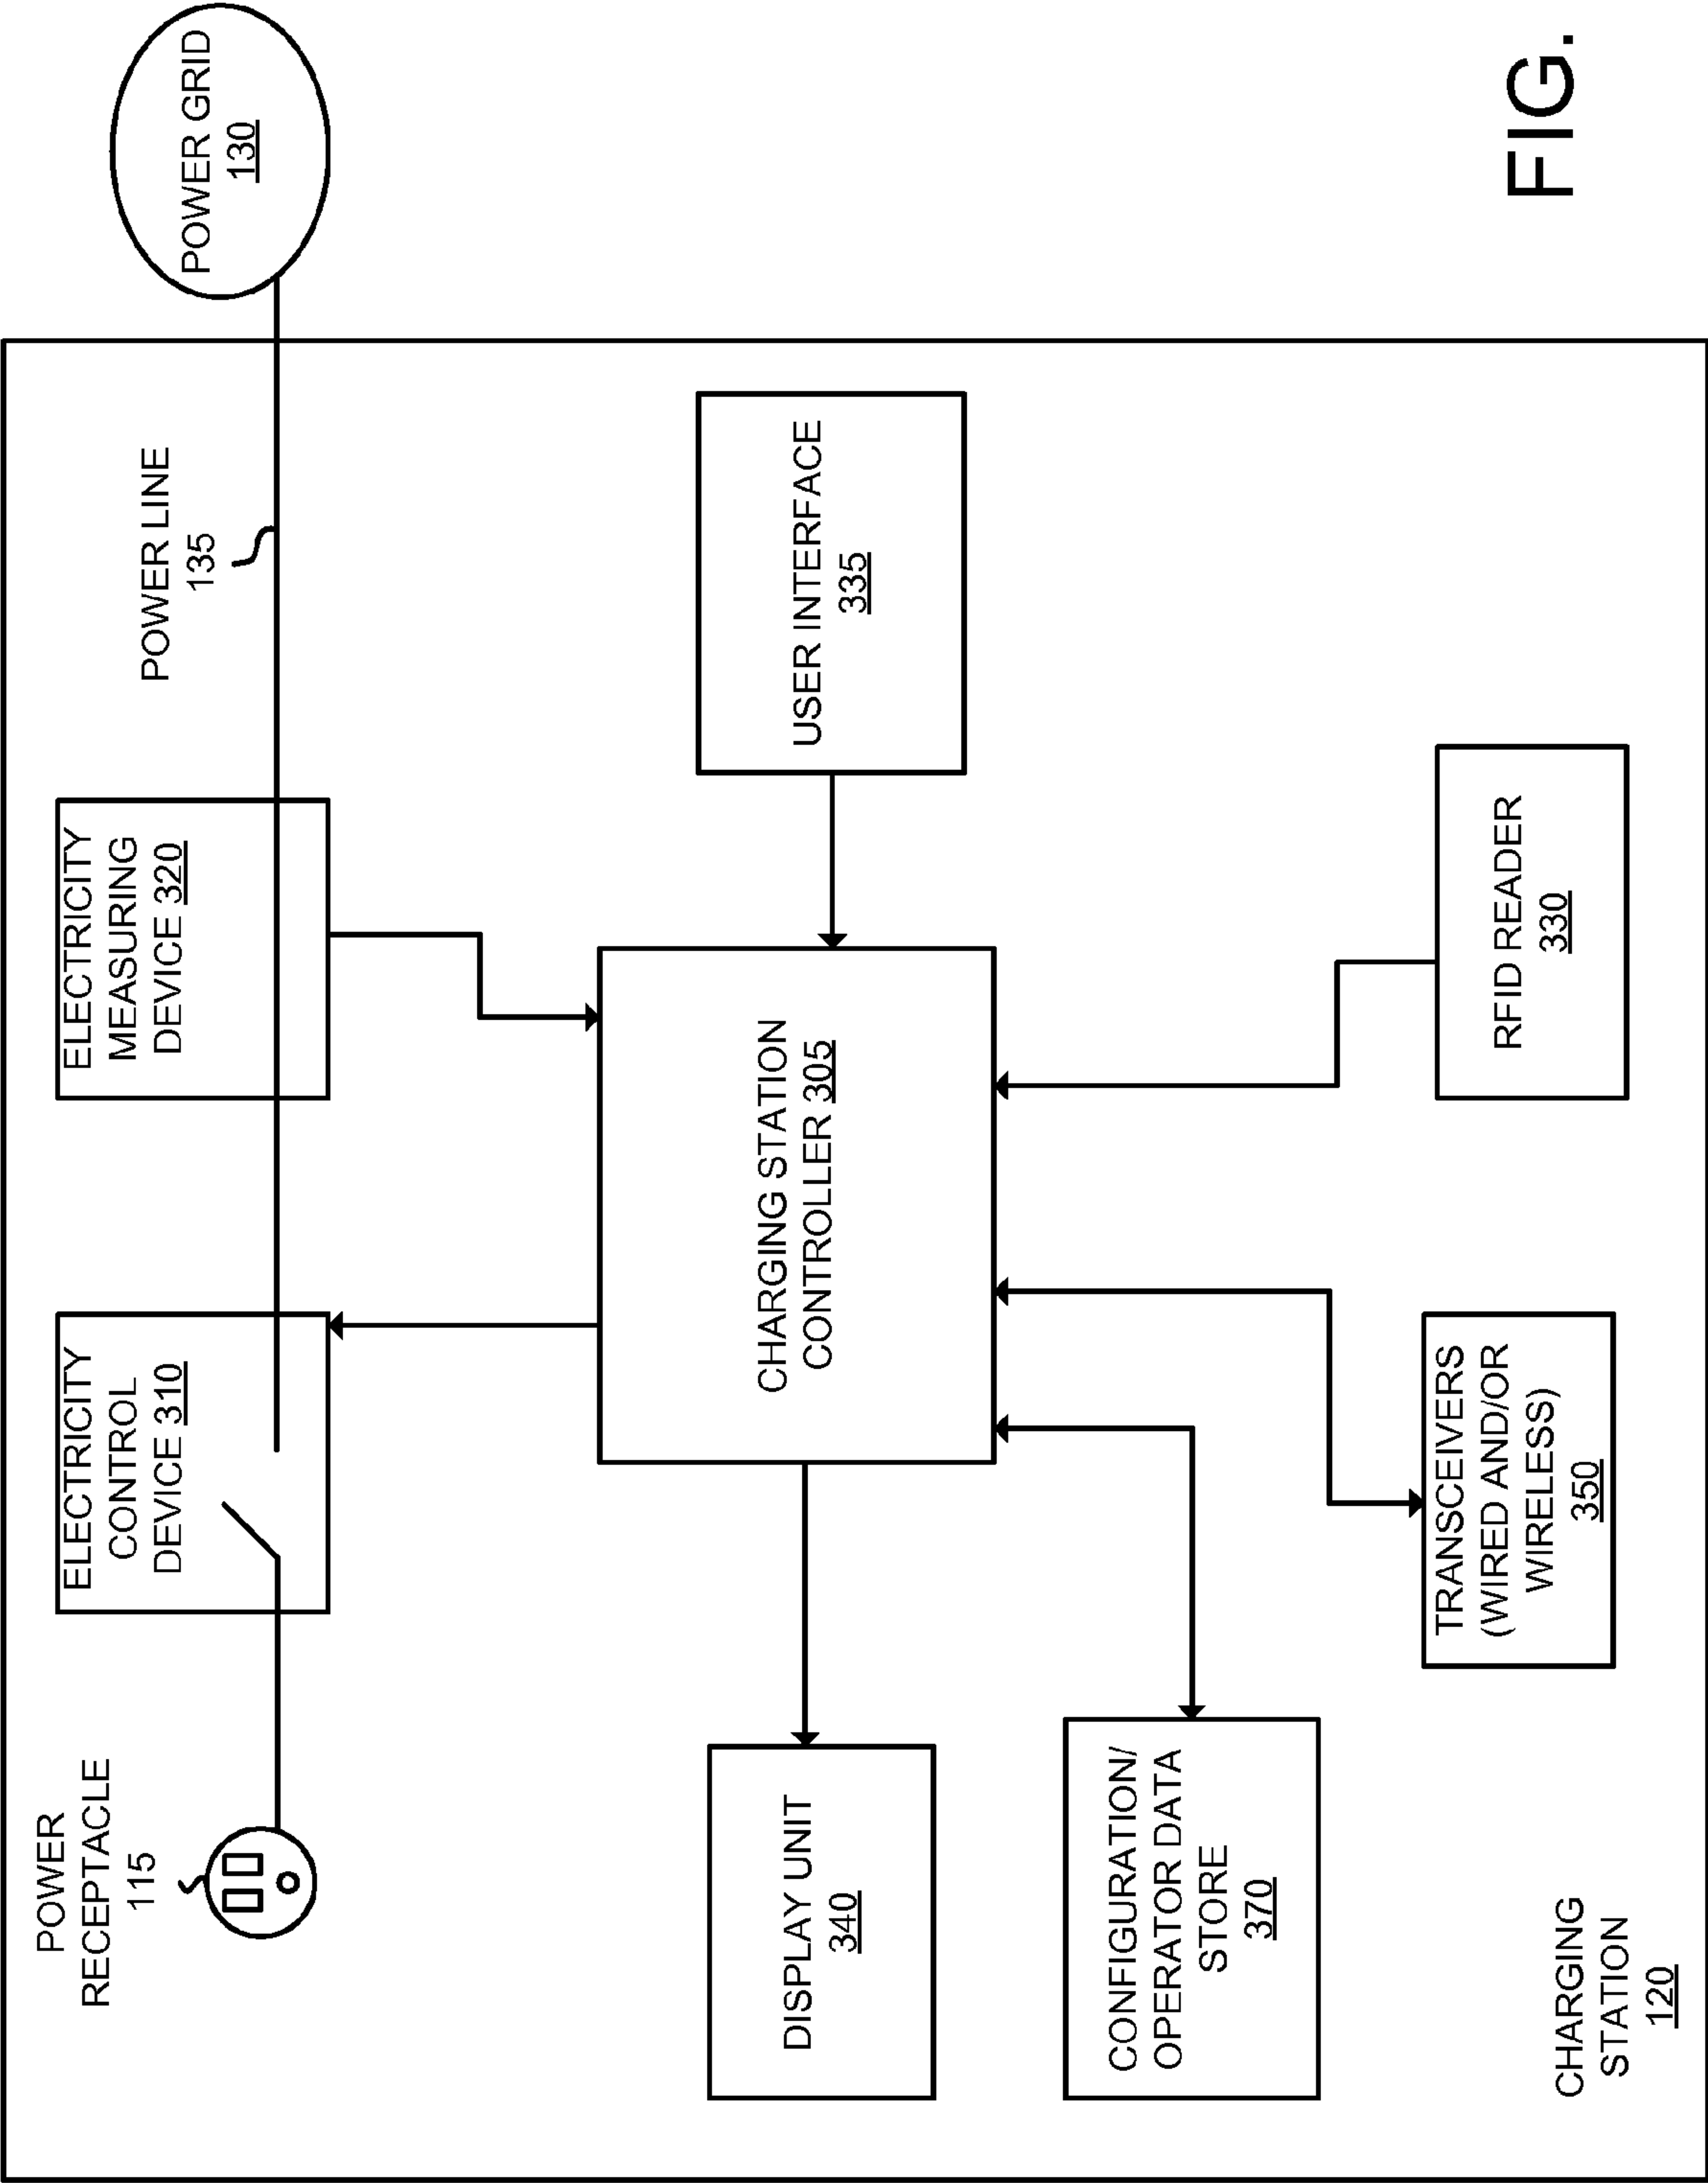 POWER
RECEPTACLE
115
ELECTRICITY
CONTROL
DEVICE 310
ELECTRICITY
MEASURING
DEVICE 320
POWER LINE
135
POWER GRID
130
DISPLAY UNIT
340
CHARGING STATION
CONTROLLER 305
USER INTERFACE
335
CONFIGURATION/
OPERATOR DATA
STORE
370
TRANSCEIVERS
(WIRED AND/OR
WIRELESS)
350
RFID READER
330
CHARGING
STATION
120
FIG.